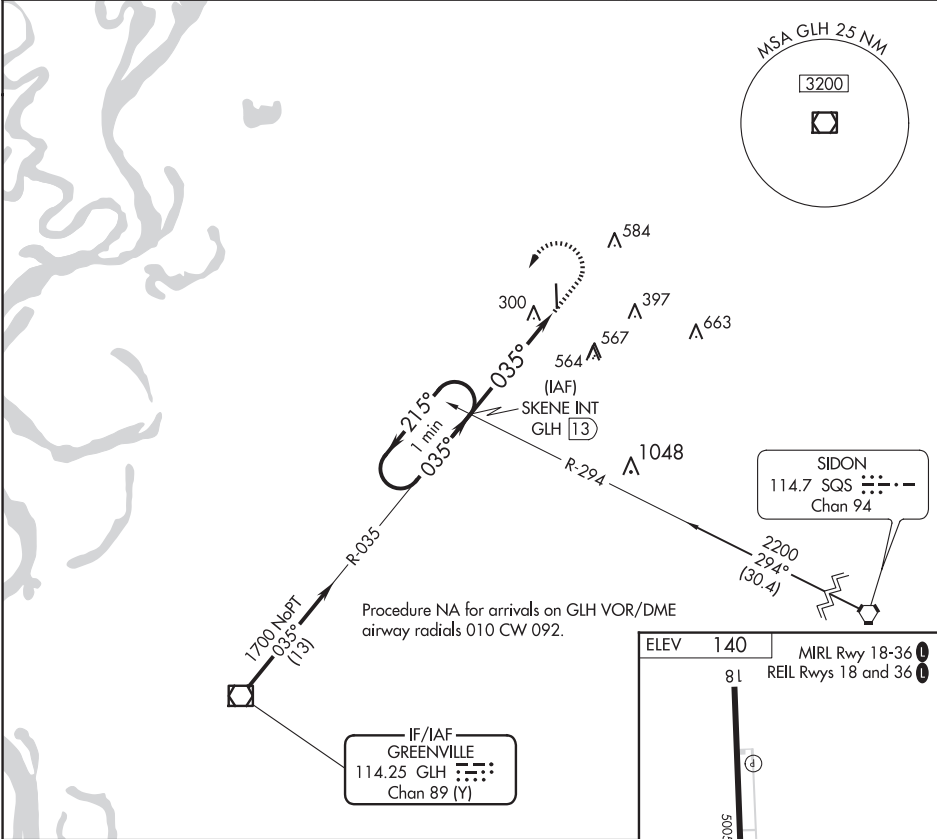 MSA GLH 25 NM
3200
584
300
397
663
567
564
035°
(IAF)
SKENE INT
GLH 13
215°
1 min
035°
1048
R-294
SIDON
114.7 SQS
Chan 94
2200
294°
(30.4)
R-035
1700 NoPT
035°
(13)
Procedure NA for arrivals on GLH VOR/DME
airway radials 010 CW 092.
IF/IAF
GREENVILLE
114.25 GLH
Chan 89 (Y)
ELEV 140
MIRL Rwy 18-36 L
REIL Rwys 18 and 36 L
18
P